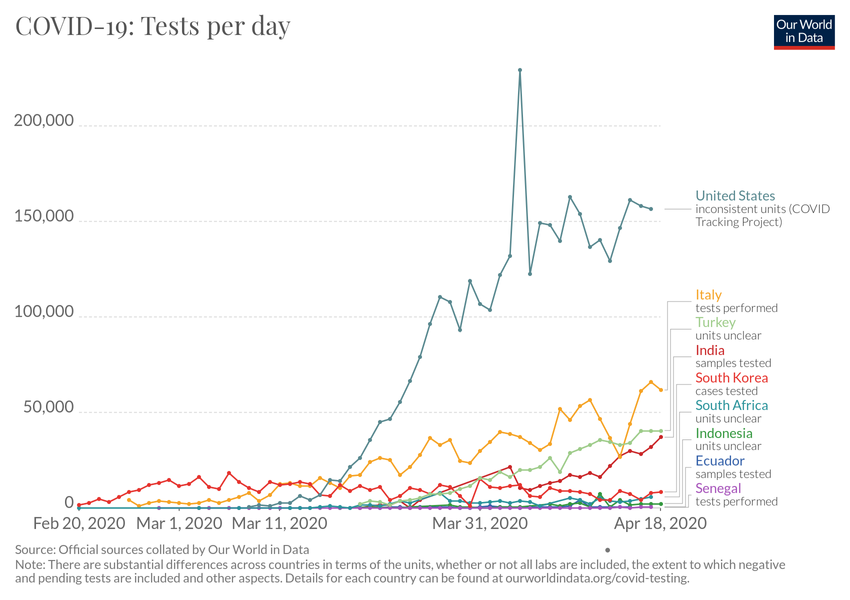 COVID-19: Tests per day
Our World
in Data
200,000
150,000
100,000
50,000
0
United States
inconsistent units (COVID
Tracking Project)
Italy
tests performed
Turkey
units unclear
India
samples tested
South Korea
cases tested
South Africa
units unclear
Indonesia
units unclear
Ecuador
samples tested
Senegal
tests performed
Feb 20, 2020
Mar 1, 2020
Mar 11, 2020
Mar 31, 2020
Apr 18, 2020
Source: Official sources collated by Our World in Data
Note: There are substantial differences across countries in terms of the units, whether or not all labs are included, the extent to which negative
and pending tests are included and other aspects. Details for each country can be found at ourworldindata.org/covid-testing.